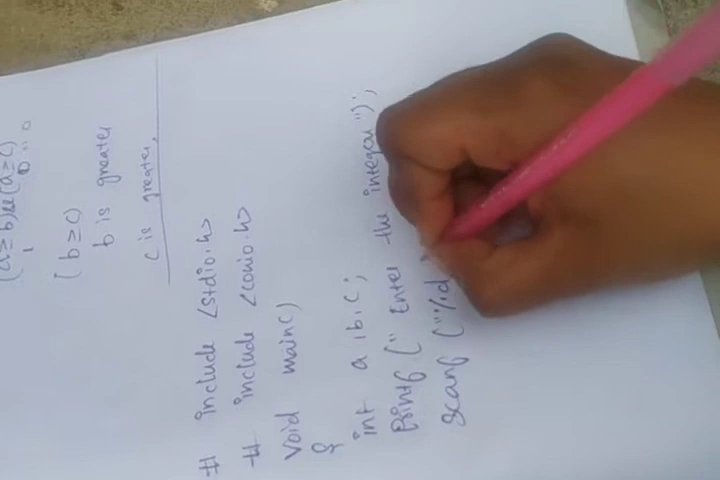 (a≥b)&&(a≥c)
(b≥c)
b is greater
c is greater.
# include <stdio.h>
# include <conio.h>
void main()
{
int a,b,c;
printf (" Enter the integer");
scanf ("%d